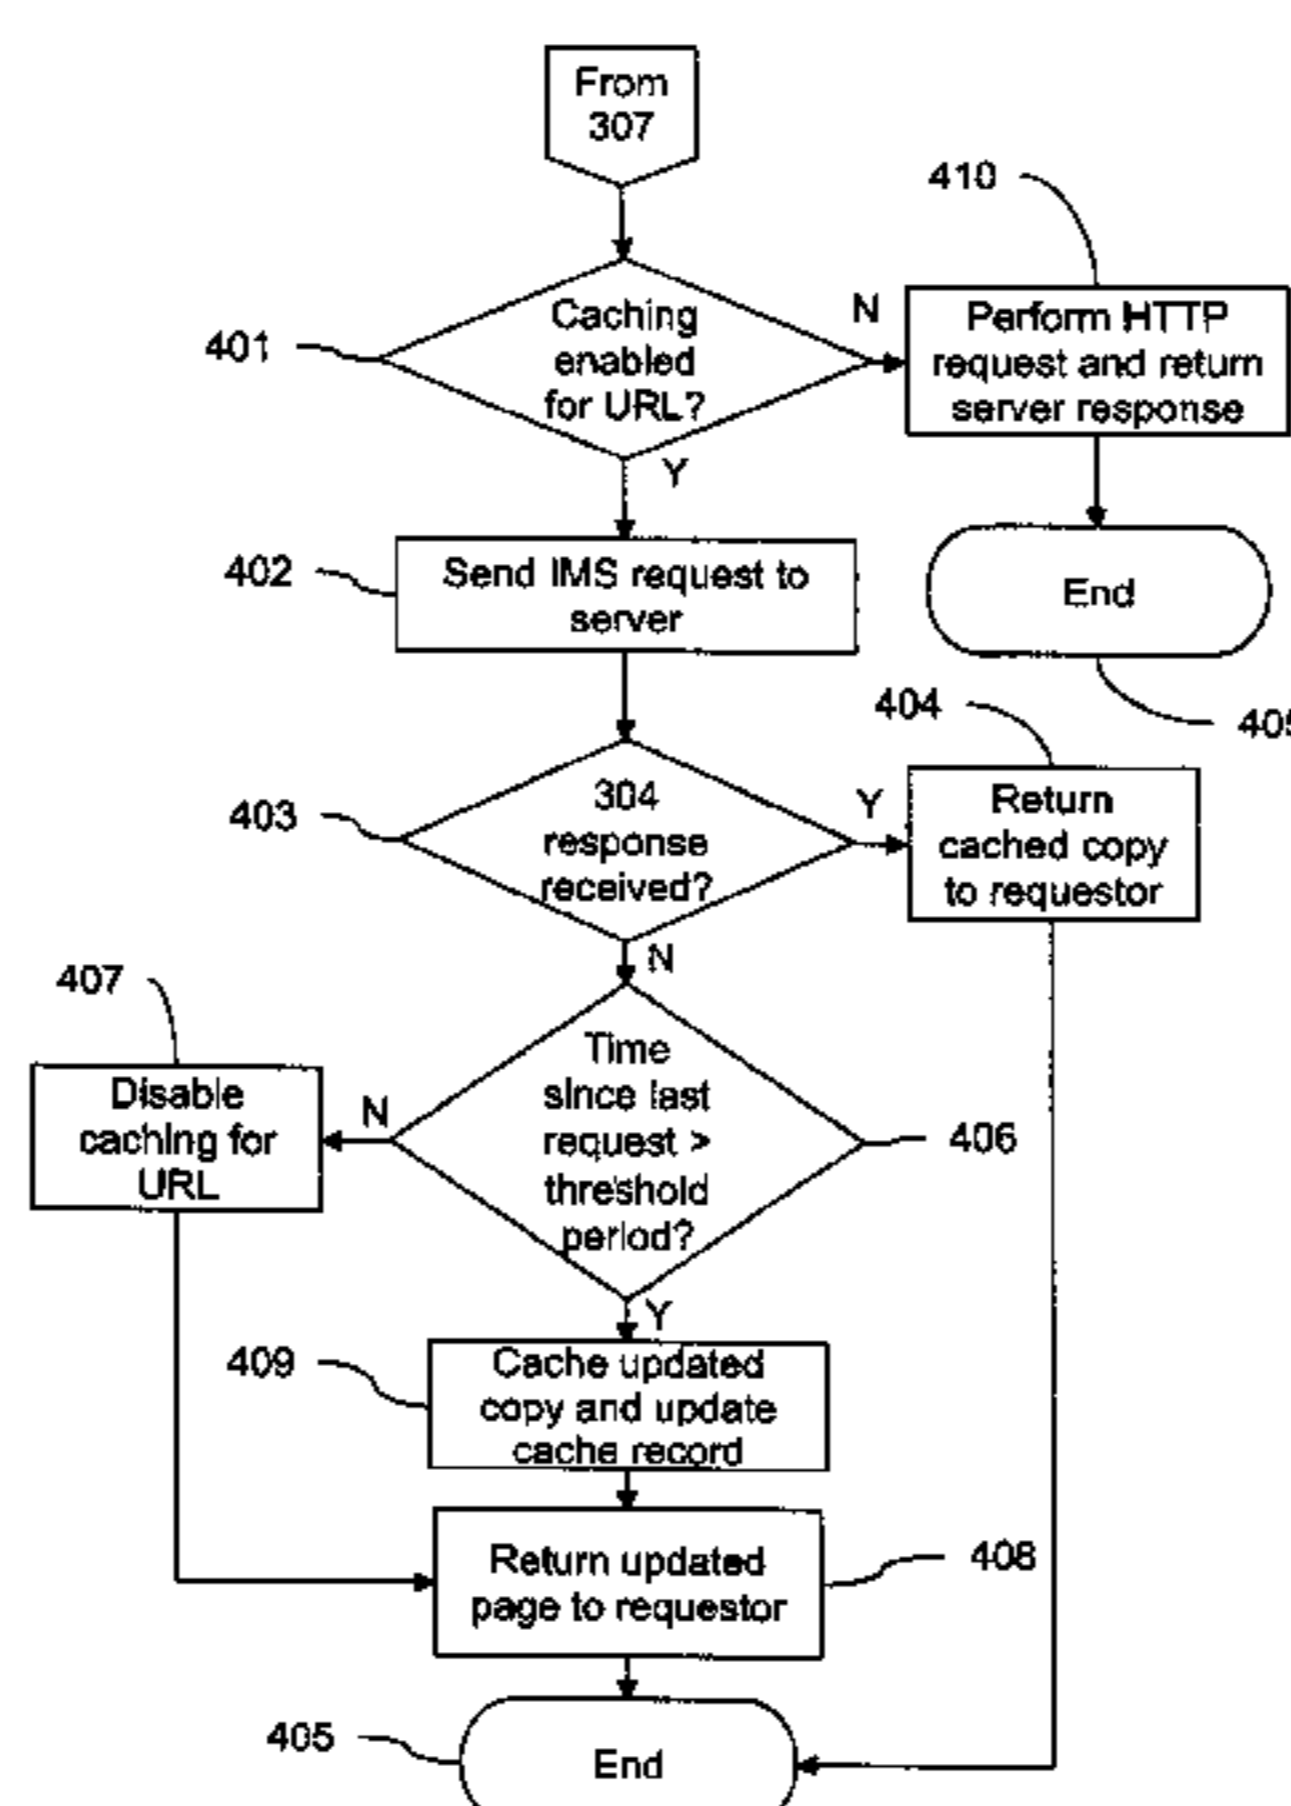 From
307
410
401
Caching
enabled
for URL?
N
Perform HTTP
request and return
server response
Y
402
Send IMS request to
server
End
404
403
304
response
received?
Y
Return
cached copy
to requestor
N
407
Disable
caching for
URL
N
Time
since last
request >
threshold
period?
406
Y
409
Cache updated
copy and update
cache record
Return updated
page to requestor
408
405
End